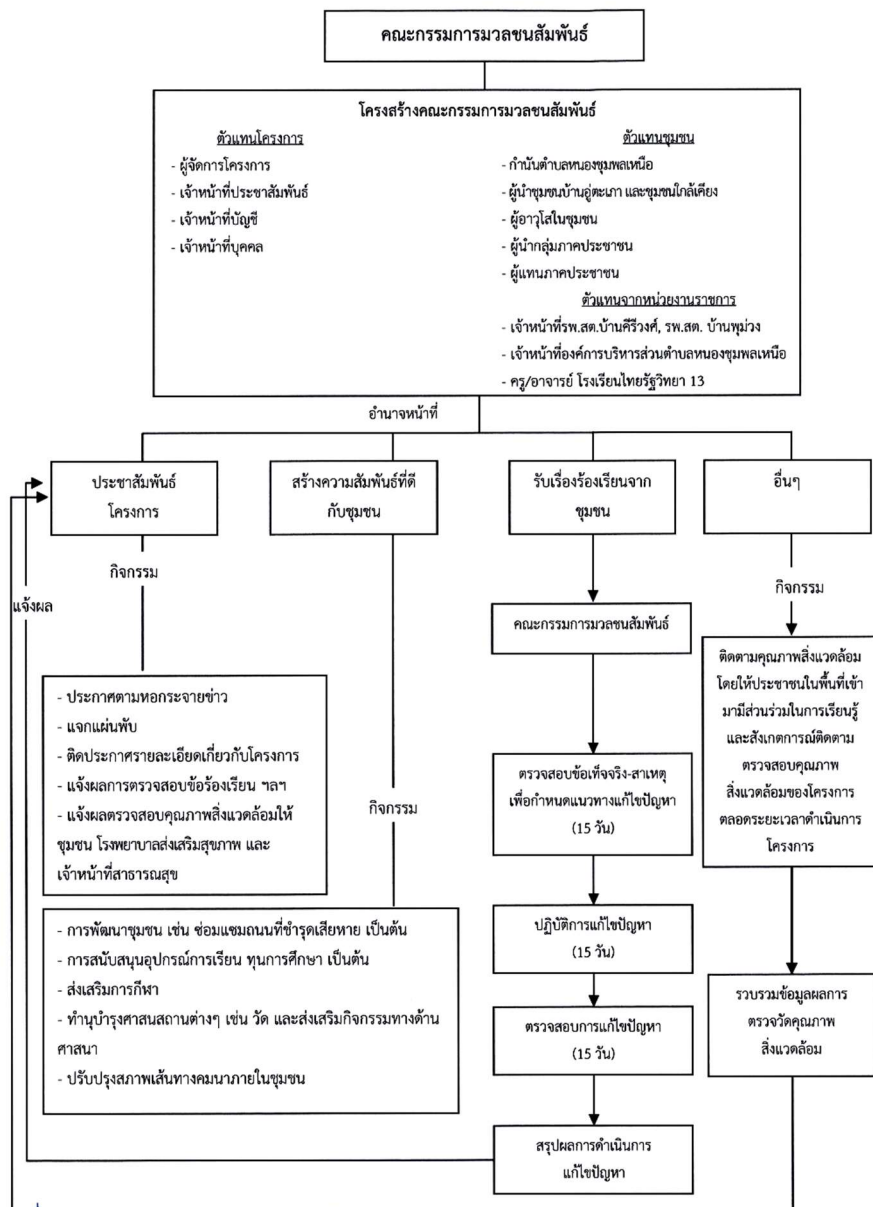 คณะกรรมการมวลชนสัมพันธ์
โครงสร้างคณะกรรมการมวลชนสัมพันธ์
ตัวแทนโครงการ
- ผู้จัดการโครงการ
- เจ้าหน้าที่ประชาสัมพันธ์
- เจ้าหน้าที่บัญชี
- เจ้าหน้าที่บุคคล
ตัวแทนชุมชน
- กำนันตำบลหนองชุมพลเหนือ
- ผู้นำชุมชนบ้านอู่ตะเภา และชุมชนใกล้เคียง
- ผู้อาวุโสในชุมชน
- ผู้นำกลุ่มภาคประชาชน
- ผู้แทนภาคประชาชน
ตัวแทนจากหน่วยงานราชการ
- เจ้าหน้าที่รพ.สต.บ้านคีรีวงศ์, รพ.สต. บ้านพุม่วง
- เจ้าหน้าที่องค์การบริหารส่วนตำบลหนองชุมพลเหนือ
- ครู/อาจารย์ โรงเรียนไทยรัฐวิทยา 13
อำนาจหน้าที่
ประชาสัมพันธ์
โครงการ
สร้างความสัมพันธ์ที่ดี
กับชุมชน
รับเรื่องร้องเรียนจาก
ชุมชน
อื่นๆ
แจ้งผล
กิจกรรม
- ประกาศตามหอกระจายข่าว
- แจกแผ่นพับ
- ติดประกาศรายละเอียดเกี่ยวกับโครงการ
- แจ้งผลการตรวจสอบข้อร้องเรียน ฯลฯ
- แจ้งผลตรวจสอบคุณภาพสิ่งแวดล้อมให้
ชุมชน โรงพยาบาลส่งเสริมสุขภาพ และ
เจ้าหน้าที่สาธารณสุข
กิจกรรม
- การพัฒนาชุมชน เช่น ซ่อมแซมถนนที่ชำรุดเสียหาย เป็นต้น
- การสนับสนุนอุปกรณ์การเรียน ทุนการศึกษา เป็นต้น
- ส่งเสริมการกีฬา
- ทำนุบำรุงศาสนสถานต่างๆ เช่น วัด และส่งเสริมกิจกรรมทางด้าน
ศาสนา
- ปรับปรุงสภาพเส้นทางคมนาภายในชุมชน
คณะกรรมการมวลชนสัมพันธ์
ตรวจสอบข้อเท็จจริง-สาเหตุ
เพื่อกำหนดแนวทางแก้ไขปัญหา
(15 วัน)
ปฏิบัติการแก้ไขปัญหา
(15 วัน)
ตรวจสอบการแก้ไขปัญหา
(15 วัน)
สรุปผลการดำเนินการ
แก้ไขปัญหา
กิจกรรม
ติดตามคุณภาพสิ่งแวดล้อม
โดยให้ประชาชนในพื้นที่เข้า
มามีส่วนร่วมในการเรียนรู้
และสังเกตการณ์ติดตาม
ตรวจสอบคุณภาพ
สิ่งแวดล้อมของโครงการ
ตลอดระยะเวลาดำเนินการ
โครงการ
รวบรวมข้อมูลผลการ
ตรวจวัดคุณภาพ
สิ่งแวดล้อม